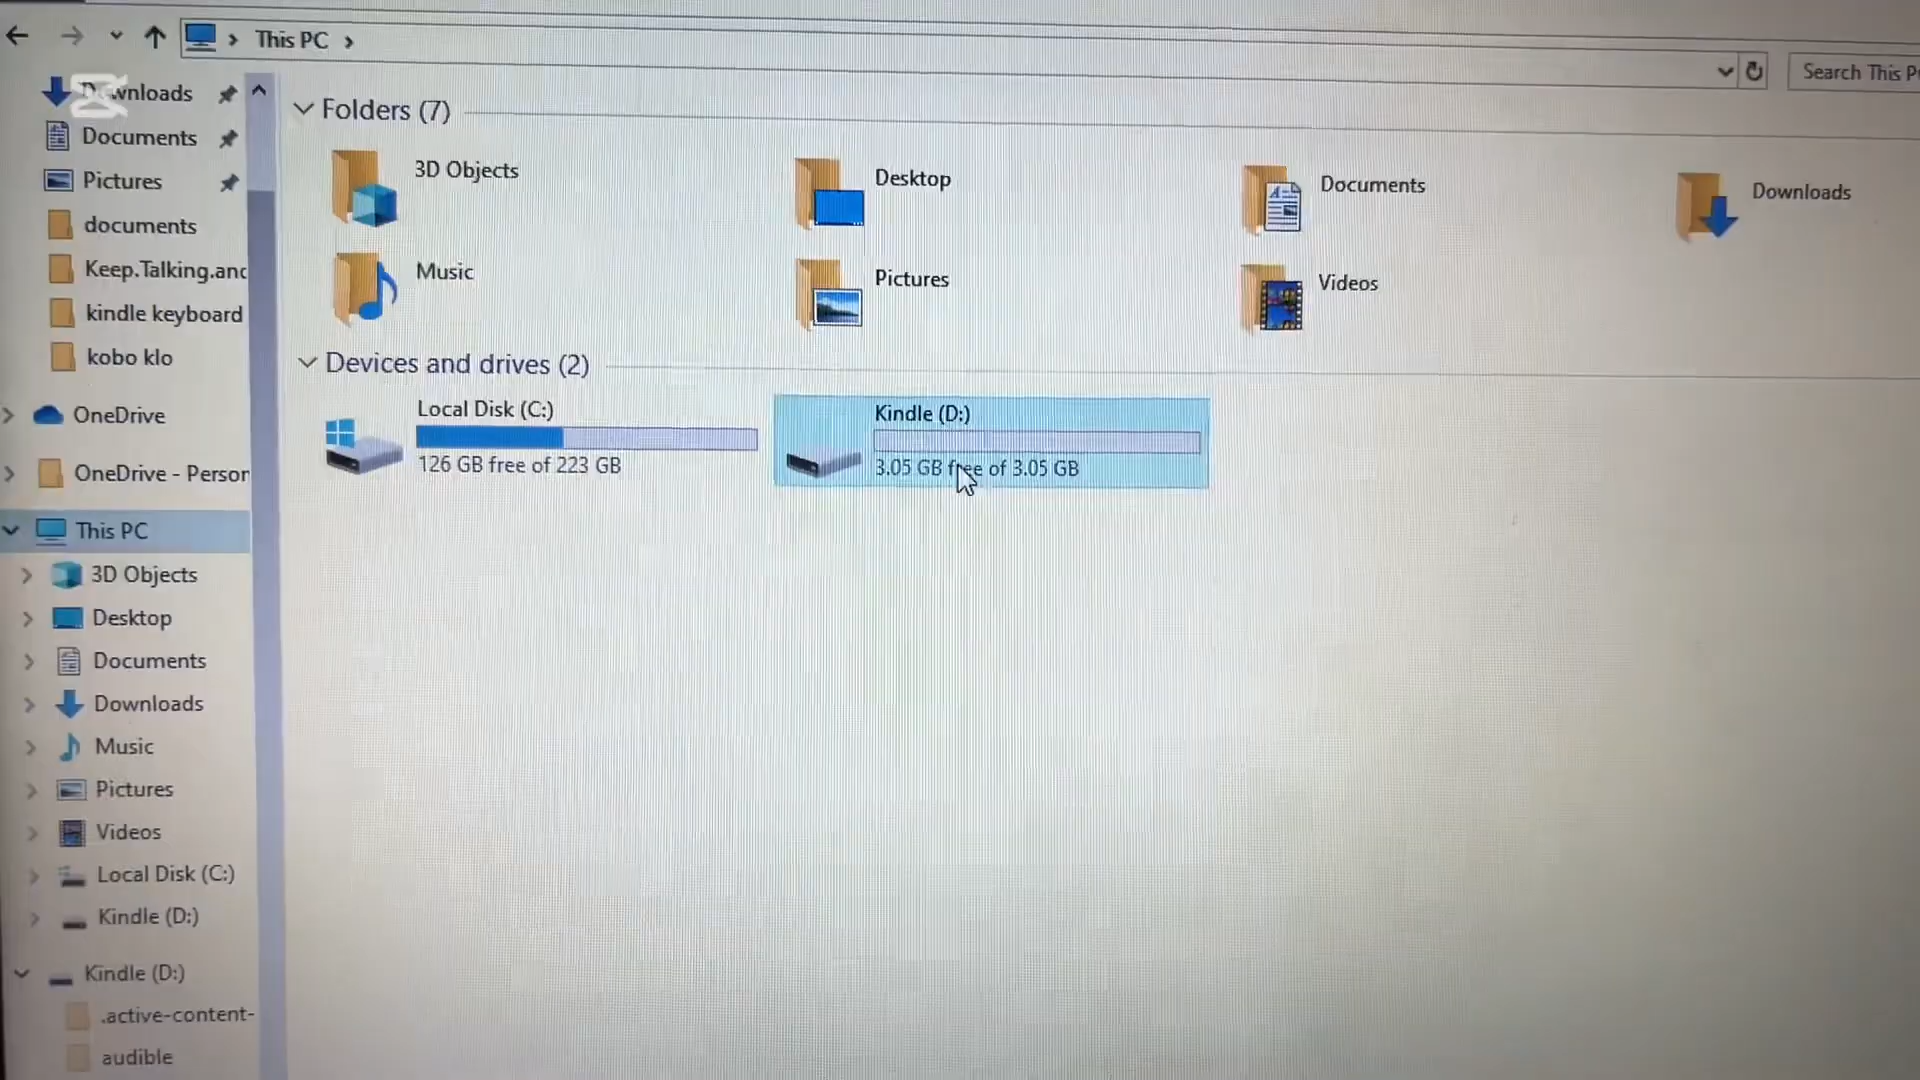 This PC
Search This P
Downloads
Documents
Pictures
documents
Keep.Talking.and
kindle keyboard
kobo klo
OneDrive
OneDrive - Person
This PC
3D Objects
Desktop
Documents
Downloads
Music
Pictures
Videos
Local Disk (C:)
Kindle (D:)
Kindle (D:)
.active-content-
audible
Folders (7)
3D Objects
Desktop
Documents
Downloads
Music
Pictures
Videos
Devices and drives (2)
Local Disk (C:)
126 GB free of 223 GB
Kindle (D:)
3.05 GB free of 3.05 GB